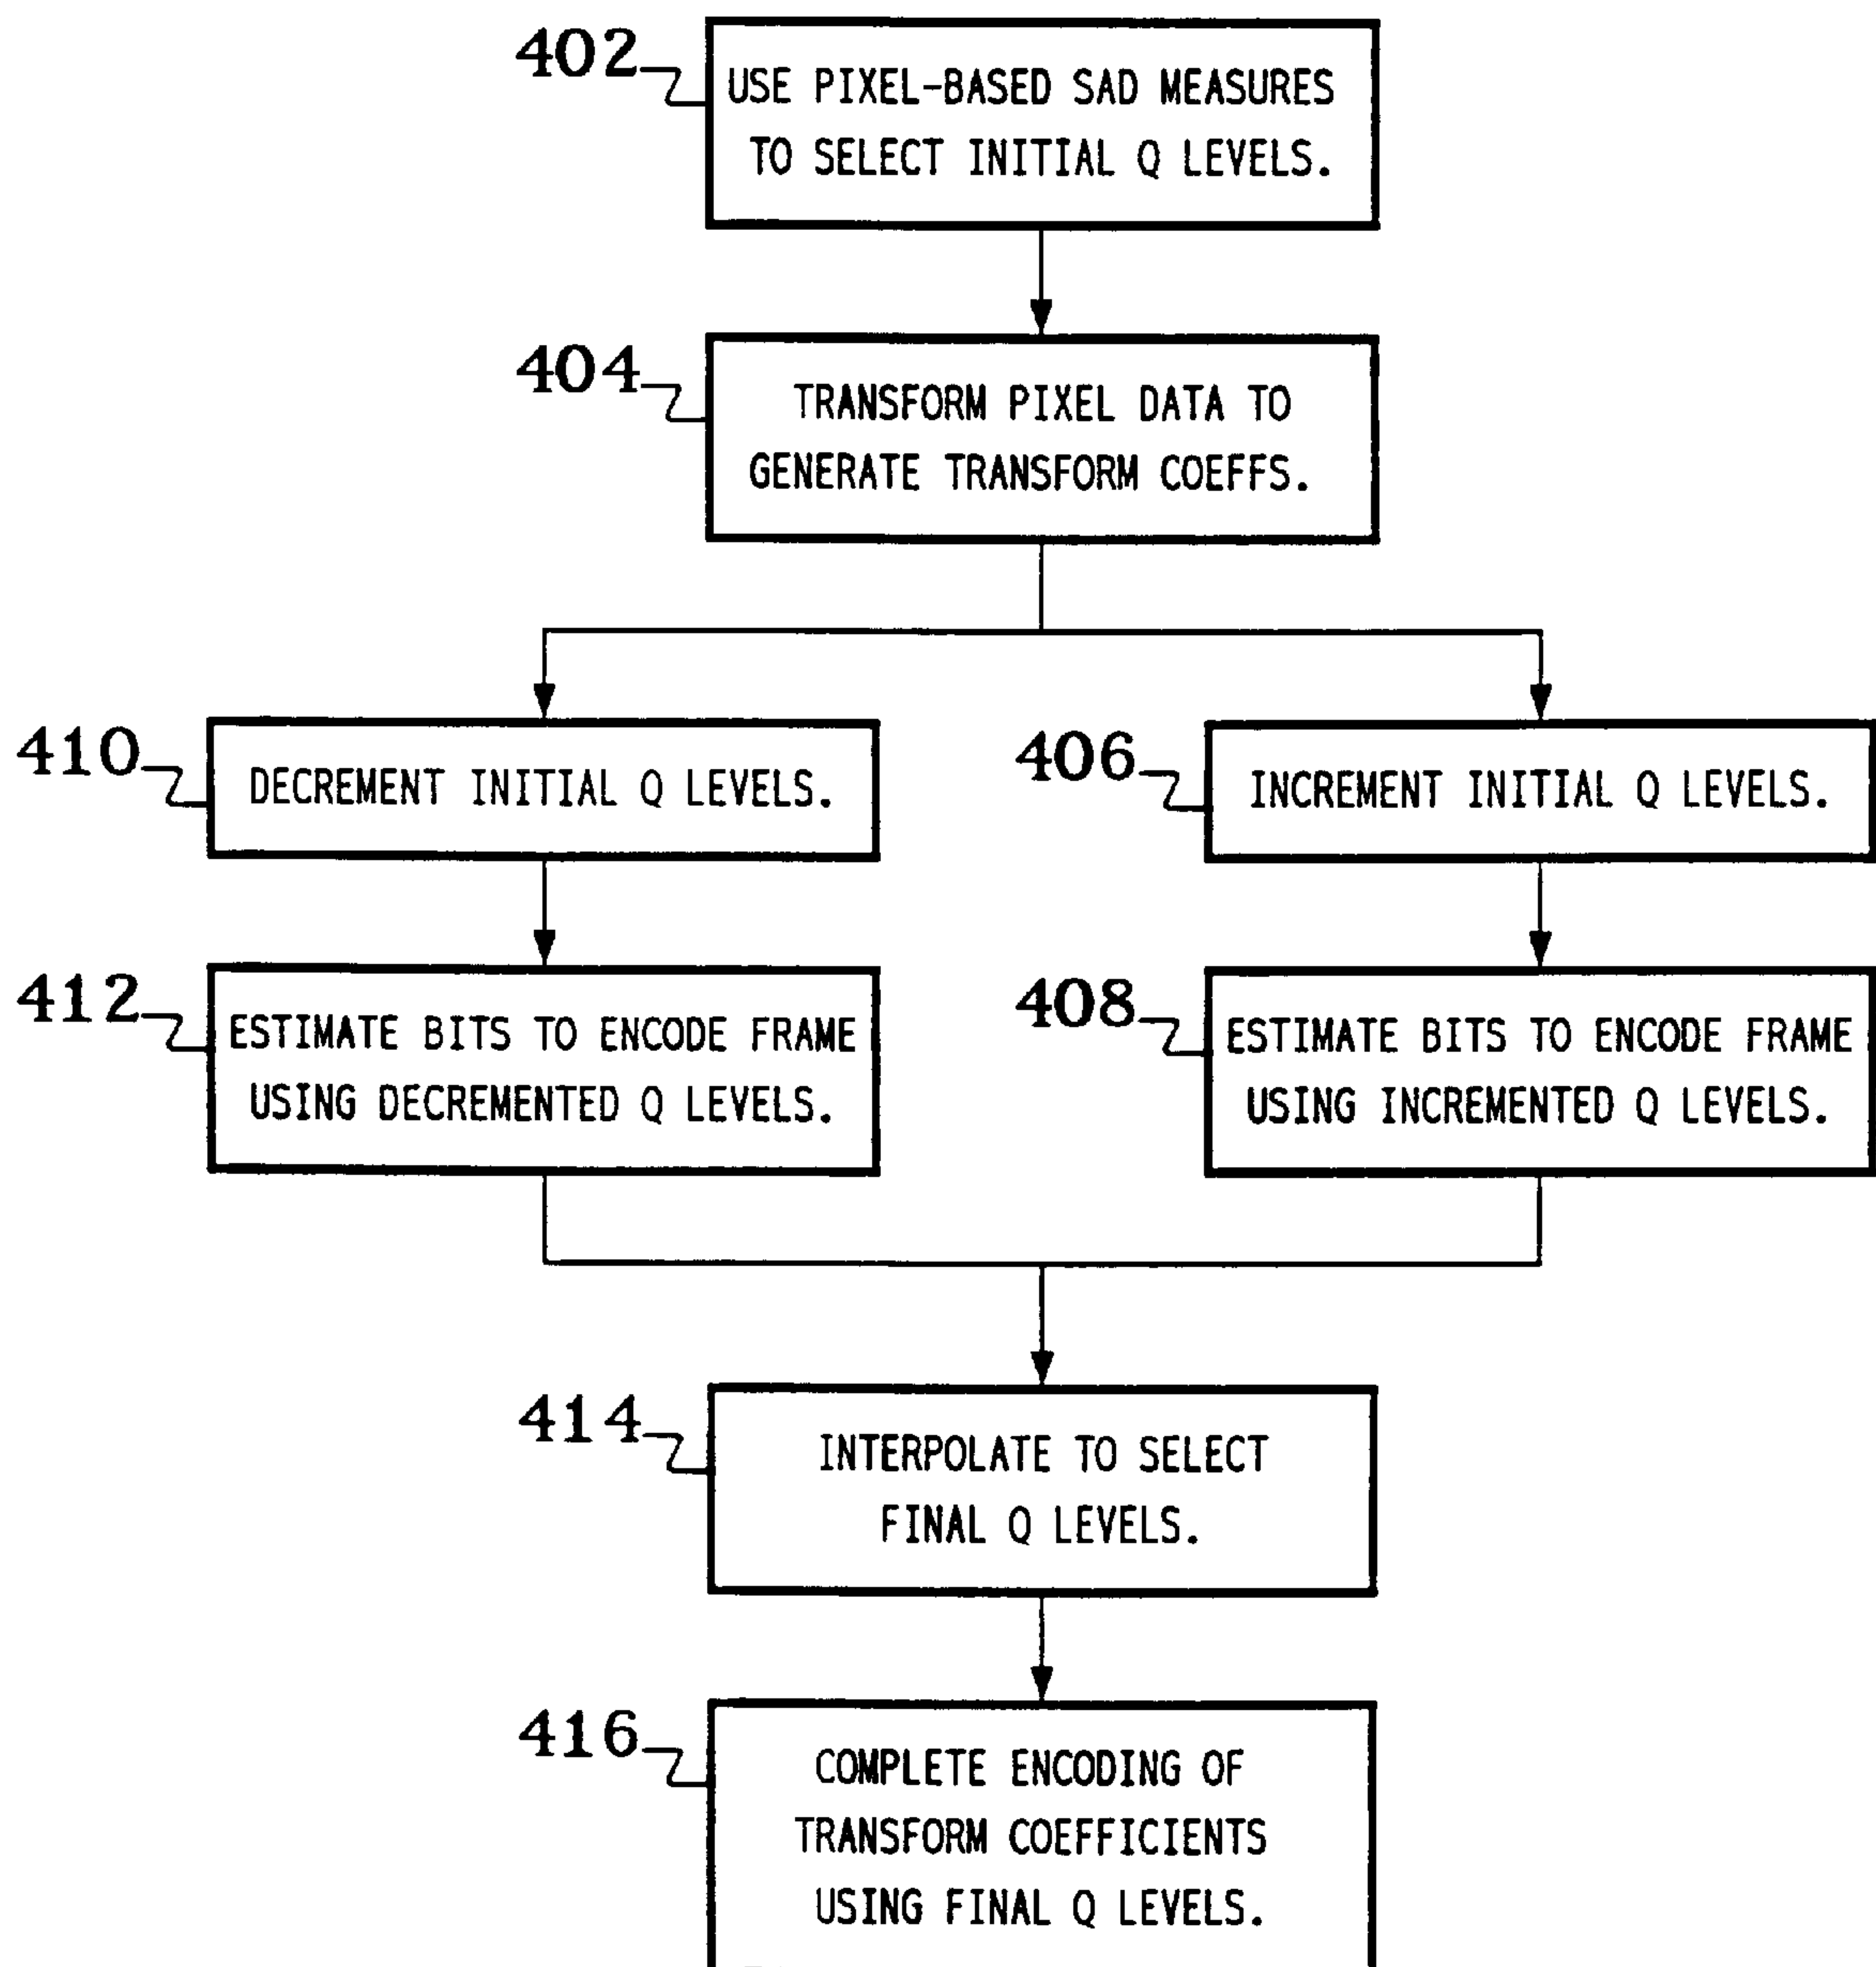 402
USE PIXEL-BASED SAD MEASURES
TO SELECT INITIAL Q LEVELS.
404
TRANSFORM PIXEL DATA TO
GENERATE TRANSFORM COEFFS.
410
DECREMENT INITIAL Q LEVELS.
406
INCREMENT INITIAL Q LEVELS.
412
ESTIMATE BITS TO ENCODE FRAME
USING DECREMENTED Q LEVELS.
408
ESTIMATE BITS TO ENCODE FRAME
USING INCREMENTED Q LEVELS.
414
INTERPOLATE TO SELECT
FINAL Q LEVELS.
416
COMPLETE ENCODING OF
TRANSFORM COEFFICIENTS
USING FINAL Q LEVELS.